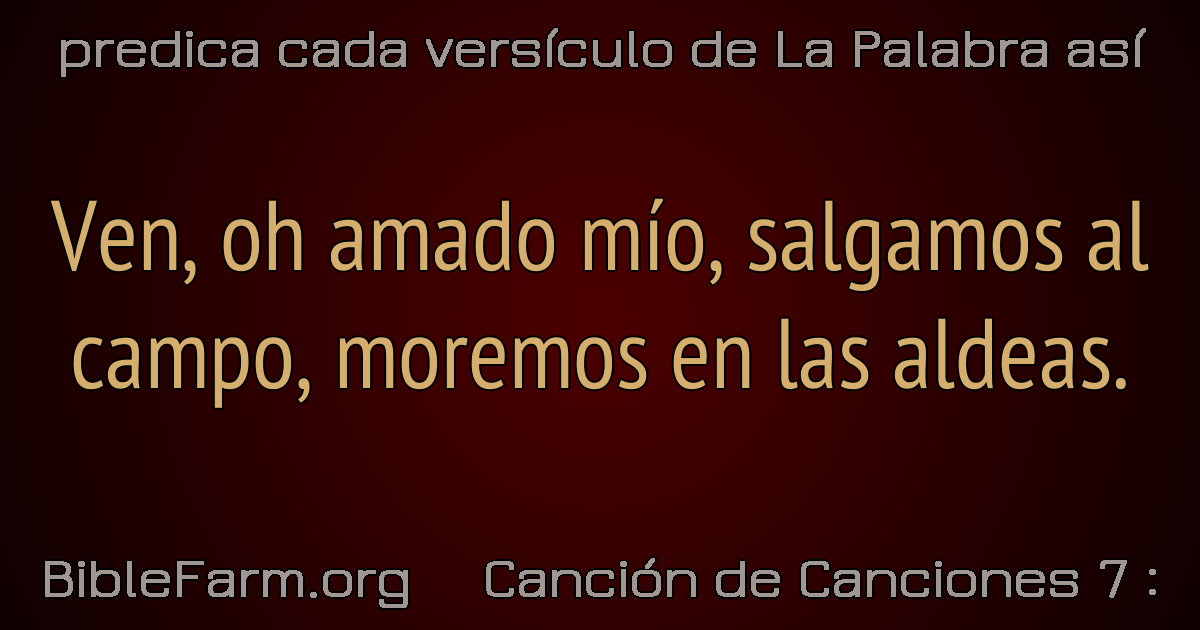 predica cada versículo de La Palabra así
Ven, oh amado mío, salgamos al
campo, moremos en las aldeas.
BibleFarm.org Canción de Canciones 7 :